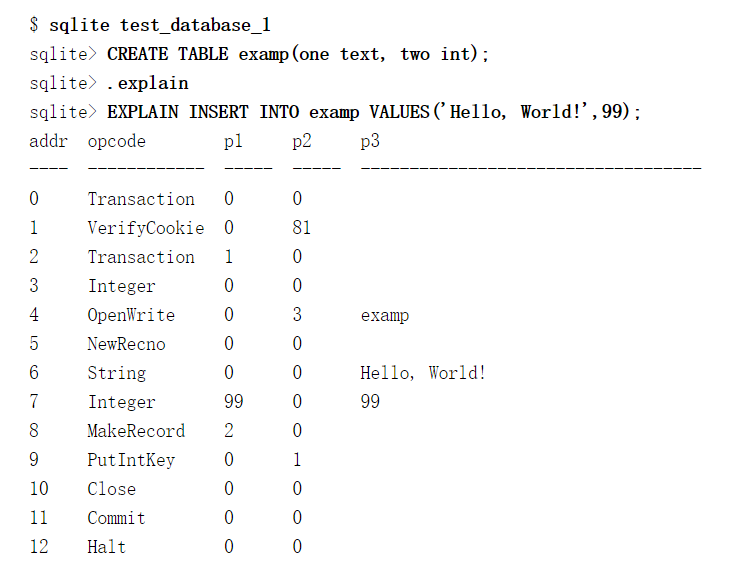 $ sqlite test_database_1
sqlite> CREATE TABLE examp(one text, two int);
sqlite> .explain
sqlite> EXPLAIN INSERT INTO examp VALUES('Hello, World!',99);
addr  opcode        p1     p2     p3
----  ------------  -----  -----  -----------------------------------
0     Transaction   0      0
1     VerifyCookie  0      81
2     Transaction   1      0
3     Integer       0      0
4     OpenWrite     0      3      examp
5     NewRecno      0      0
6     String        0      0      Hello, World!
7     Integer       99     0      99
8     MakeRecord    2      0
9     PutIntKey     0      1
10    Close         0      0
11    Commit        0      0
12    Halt          0      0